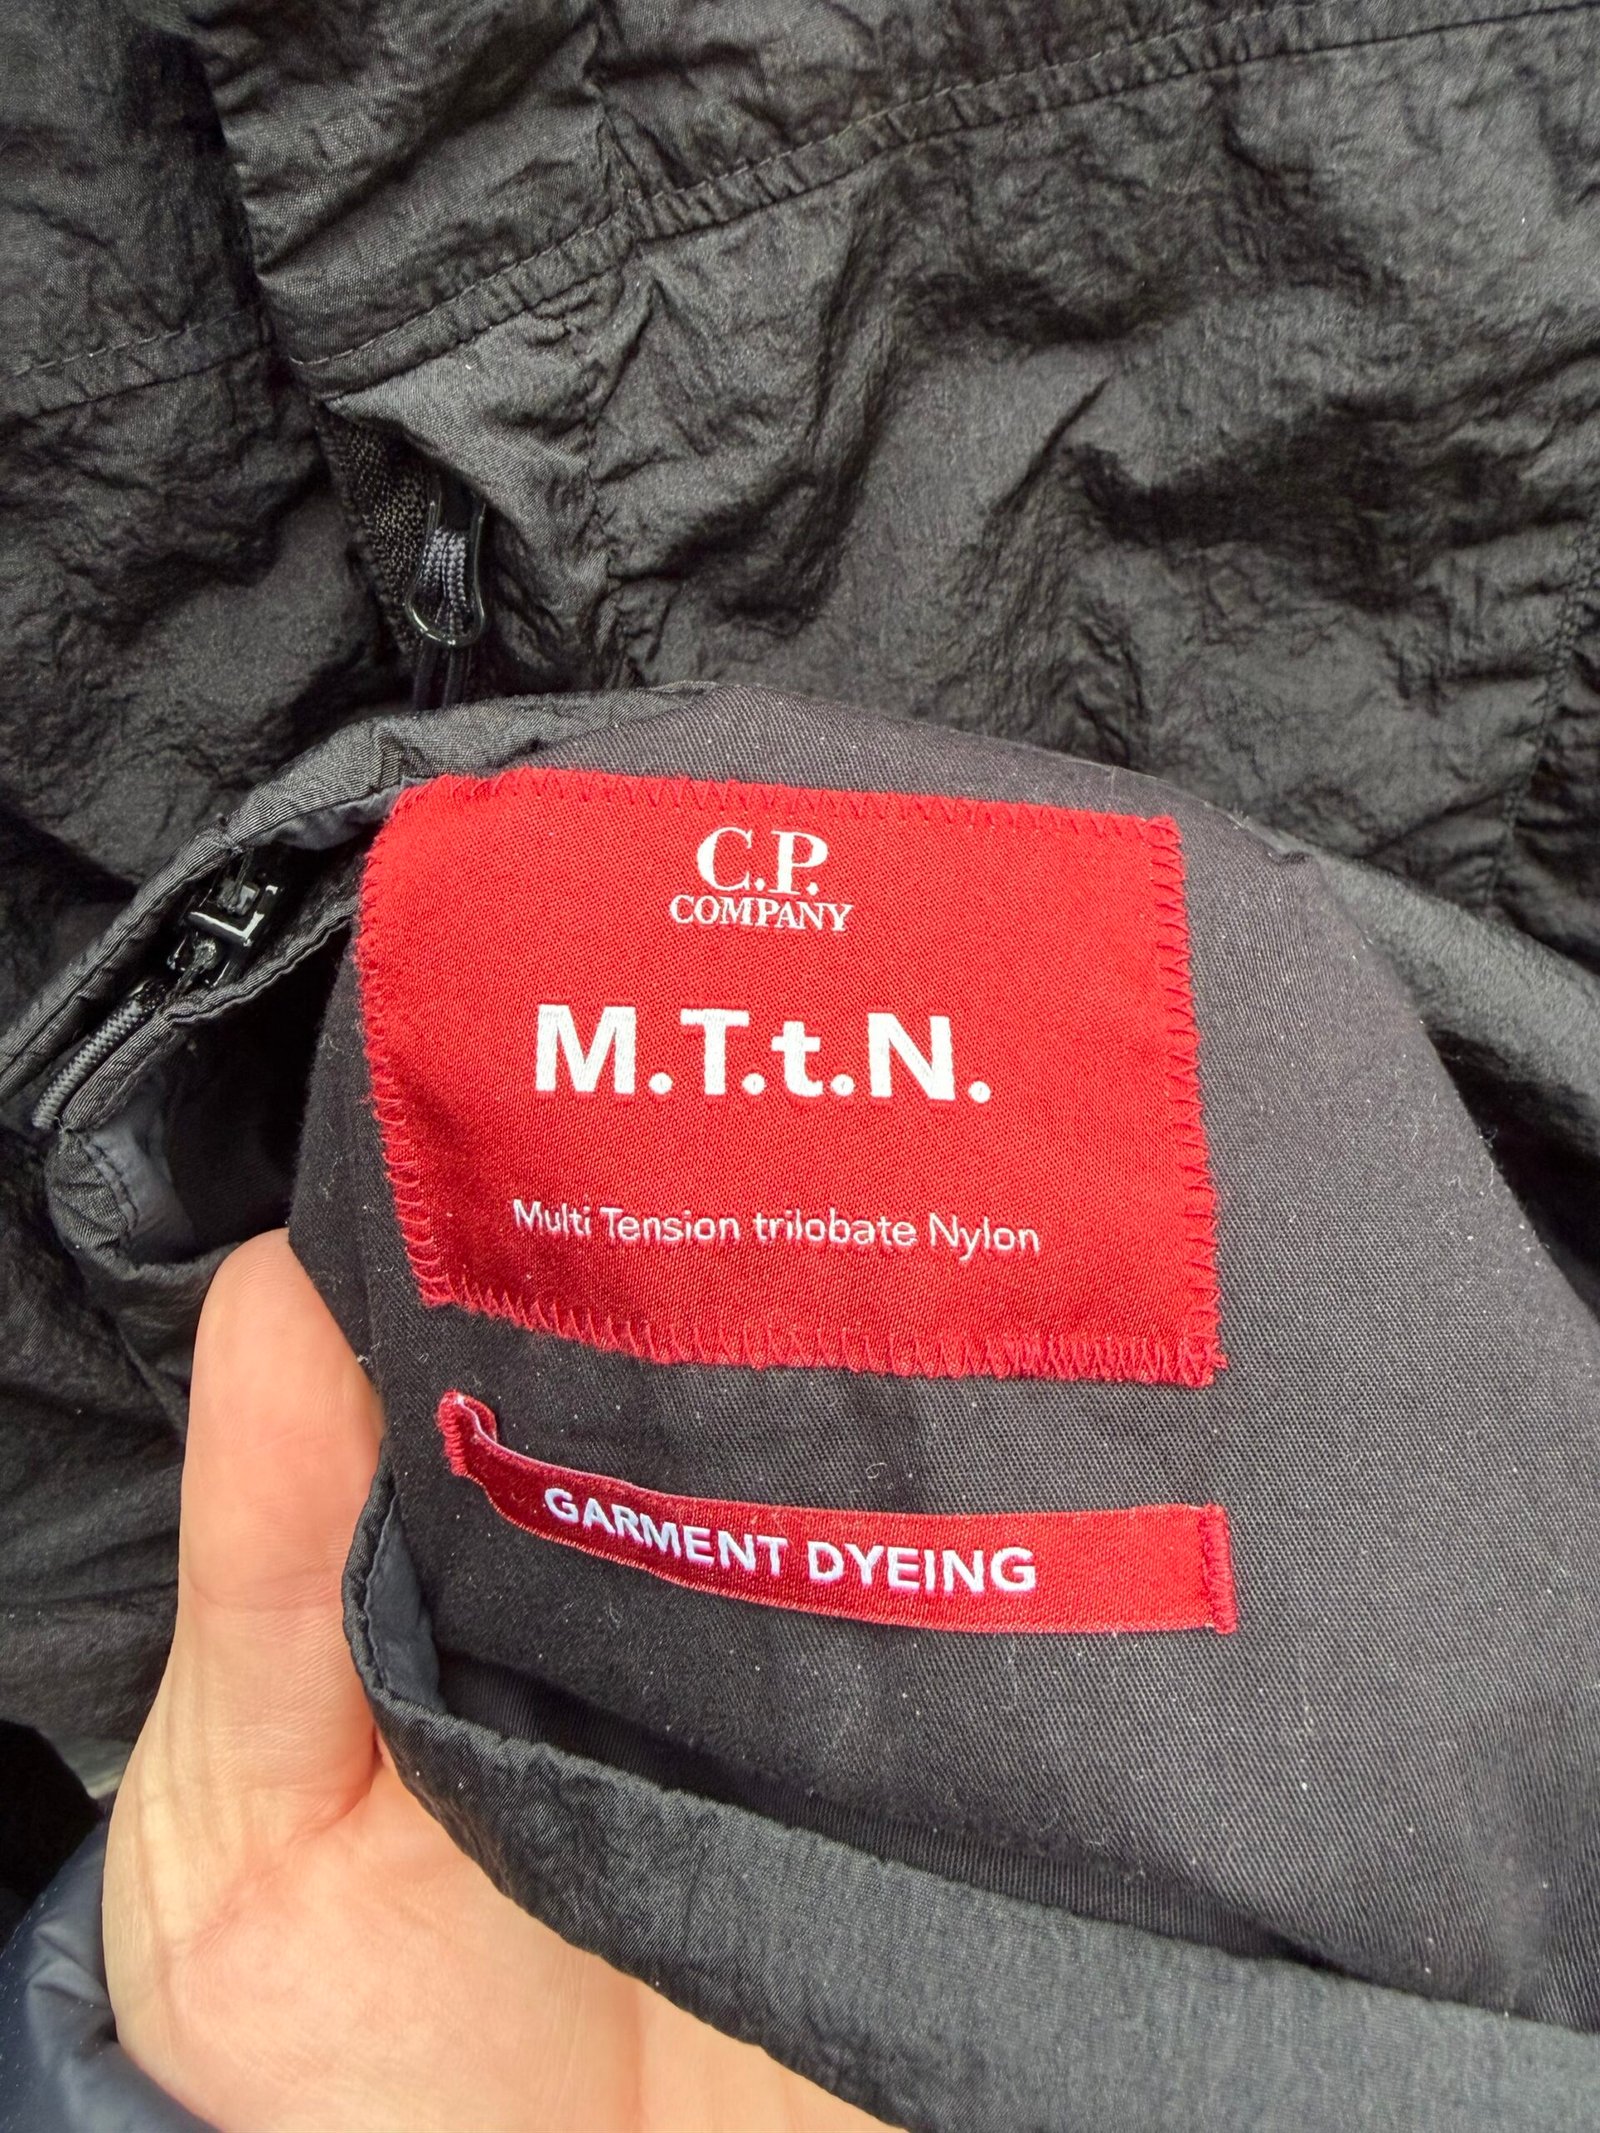 C.P.
COMPANY
M.T.t.N.
Multi Tension trilobate Nylon
GARMENT DYEING